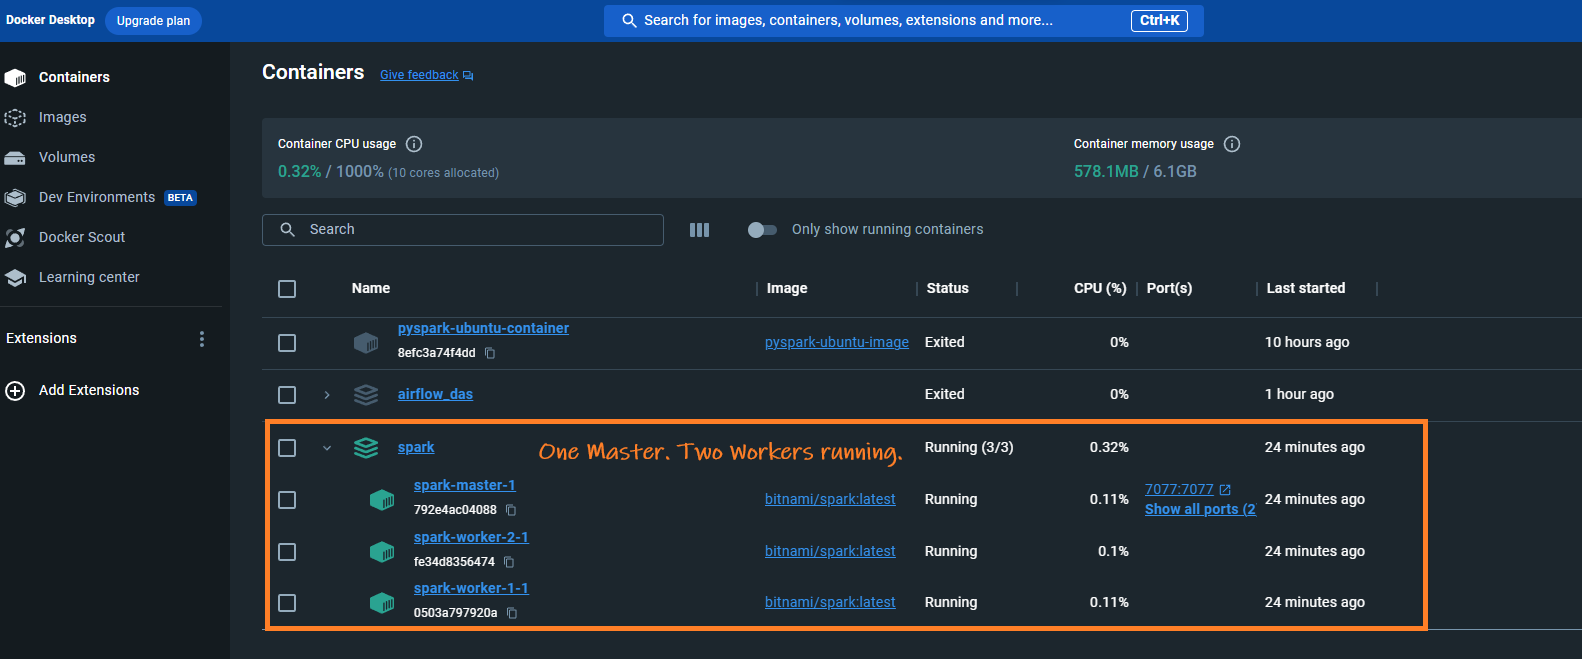 Docker Desktop Upgrade plan Search for images, containers, volumes, extensions and more... Ctrl+K
Containers
Images
Volumes
Dev Environments BETA
Docker Scout
Learning center
Extensions
Add Extensions
Containers Give feedback
Container CPU usage
0.32% / 1000% (10 cores allocated)
Container memory usage
578.1MB / 6.1GB
Search
Only show running containers
Name Image Status CPU (%) Port(s) Last started
pyspark-ubuntu-container
8efc3a74f4dd
pyspark-ubuntu-image Exited 0% 10 hours ago
airflow_das Exited 0% 1 hour ago
spark One Master. Two Workers running. Running (3/3) 0.32% 24 minutes ago
spark-master-1
792e4ac04088
bitnami/spark:latest Running 0.11% 7077:7077
Show all ports (2
24 minutes ago
spark-worker-2-1
fe34d8356474
bitnami/spark:latest Running 0.1% 24 minutes ago
spark-worker-1-1
0503a797920a
bitnami/spark:latest Running 0.11% 24 minutes ago